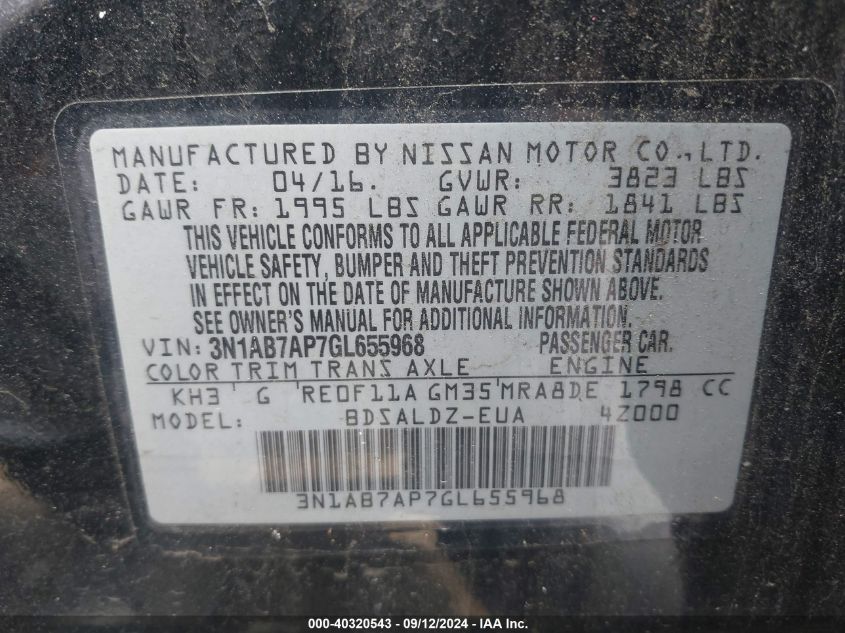 MANUFACTURED BY NISSAN MOTOR CO., LTD.
DATE: 04/16. GVWR: 3823 LBS
GAWR FR: 1995 LBS GAWR RR: 1841 LBS
THIS VEHICLE CONFORMS TO ALL APPLICABLE FEDERAL MOTOR
VEHICLE SAFETY, BUMPER AND THEFT PREVENTION STANDARDS
IN EFFECT ON THE DATE OF MANUFACTURE SHOWN ABOVE.
SEE OWNER'S MANUAL FOR ADDITIONAL INFORMATION.
VIN: 3N1AB7AP7GL655968 PASSENGER CAR.
COLOR TRIM TRANS AXLE ENGINE
KH3 ' G ' RE0F11A GM35 ' MRA8DE 1798 CC
MODEL: BDSALDZ-EUA 4Z000
3N1AB7AP7GL655968
000-40320543 - 09/12/2024 - IAA Inc.